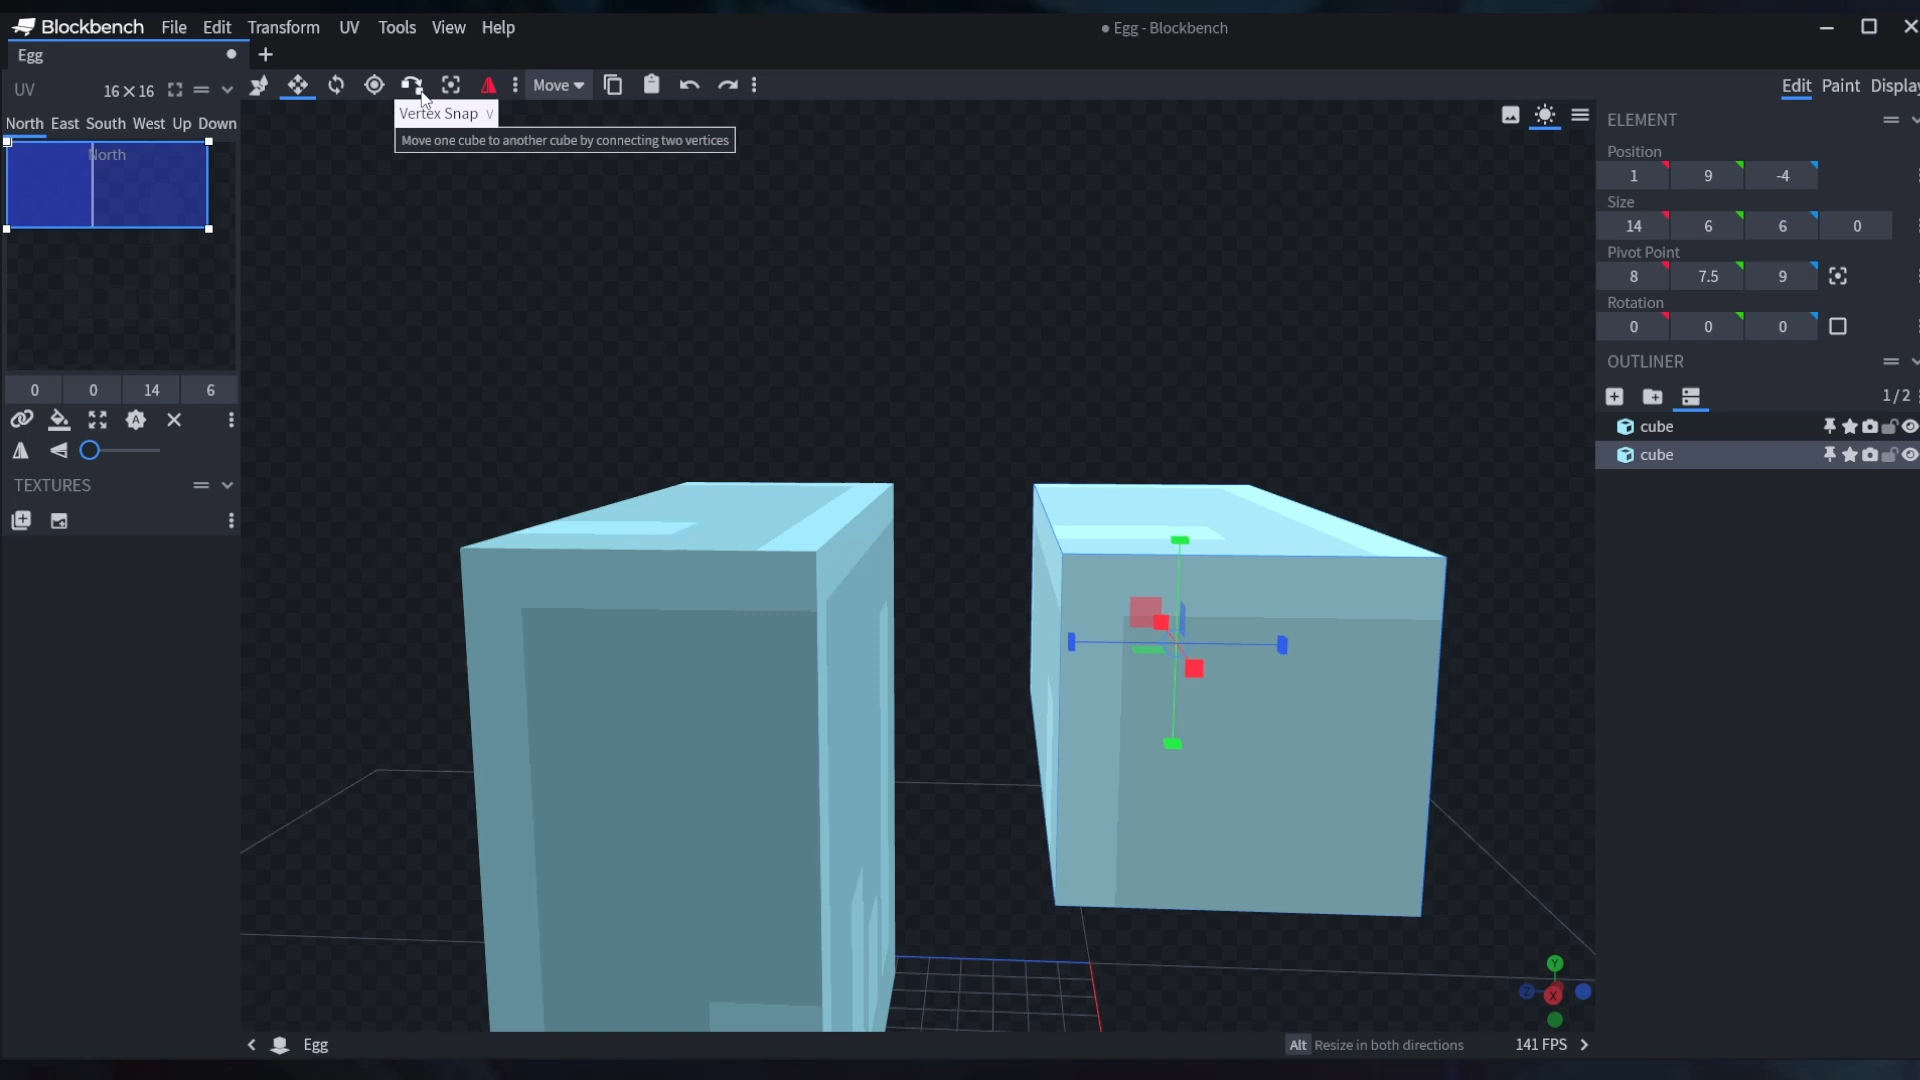 Blockbench File Edit Transform UV Tools View Help
Egg - Blockbench
Egg
UV 16×16
Move
Edit Paint Display
Vertex Snap V
Move one cube to another cube by connecting two vertices
North East South West Up Down
North
0 0 14 6
TEXTURES
ELEMENT
Position
1 9 -4
Size
14 6 6 0
Pivot Point
8 7.5 9
Rotation
0 0 0
OUTLINER
1/2
cube
cube
Y
Z X
Egg
Alt Resize in both directions 141 FPS